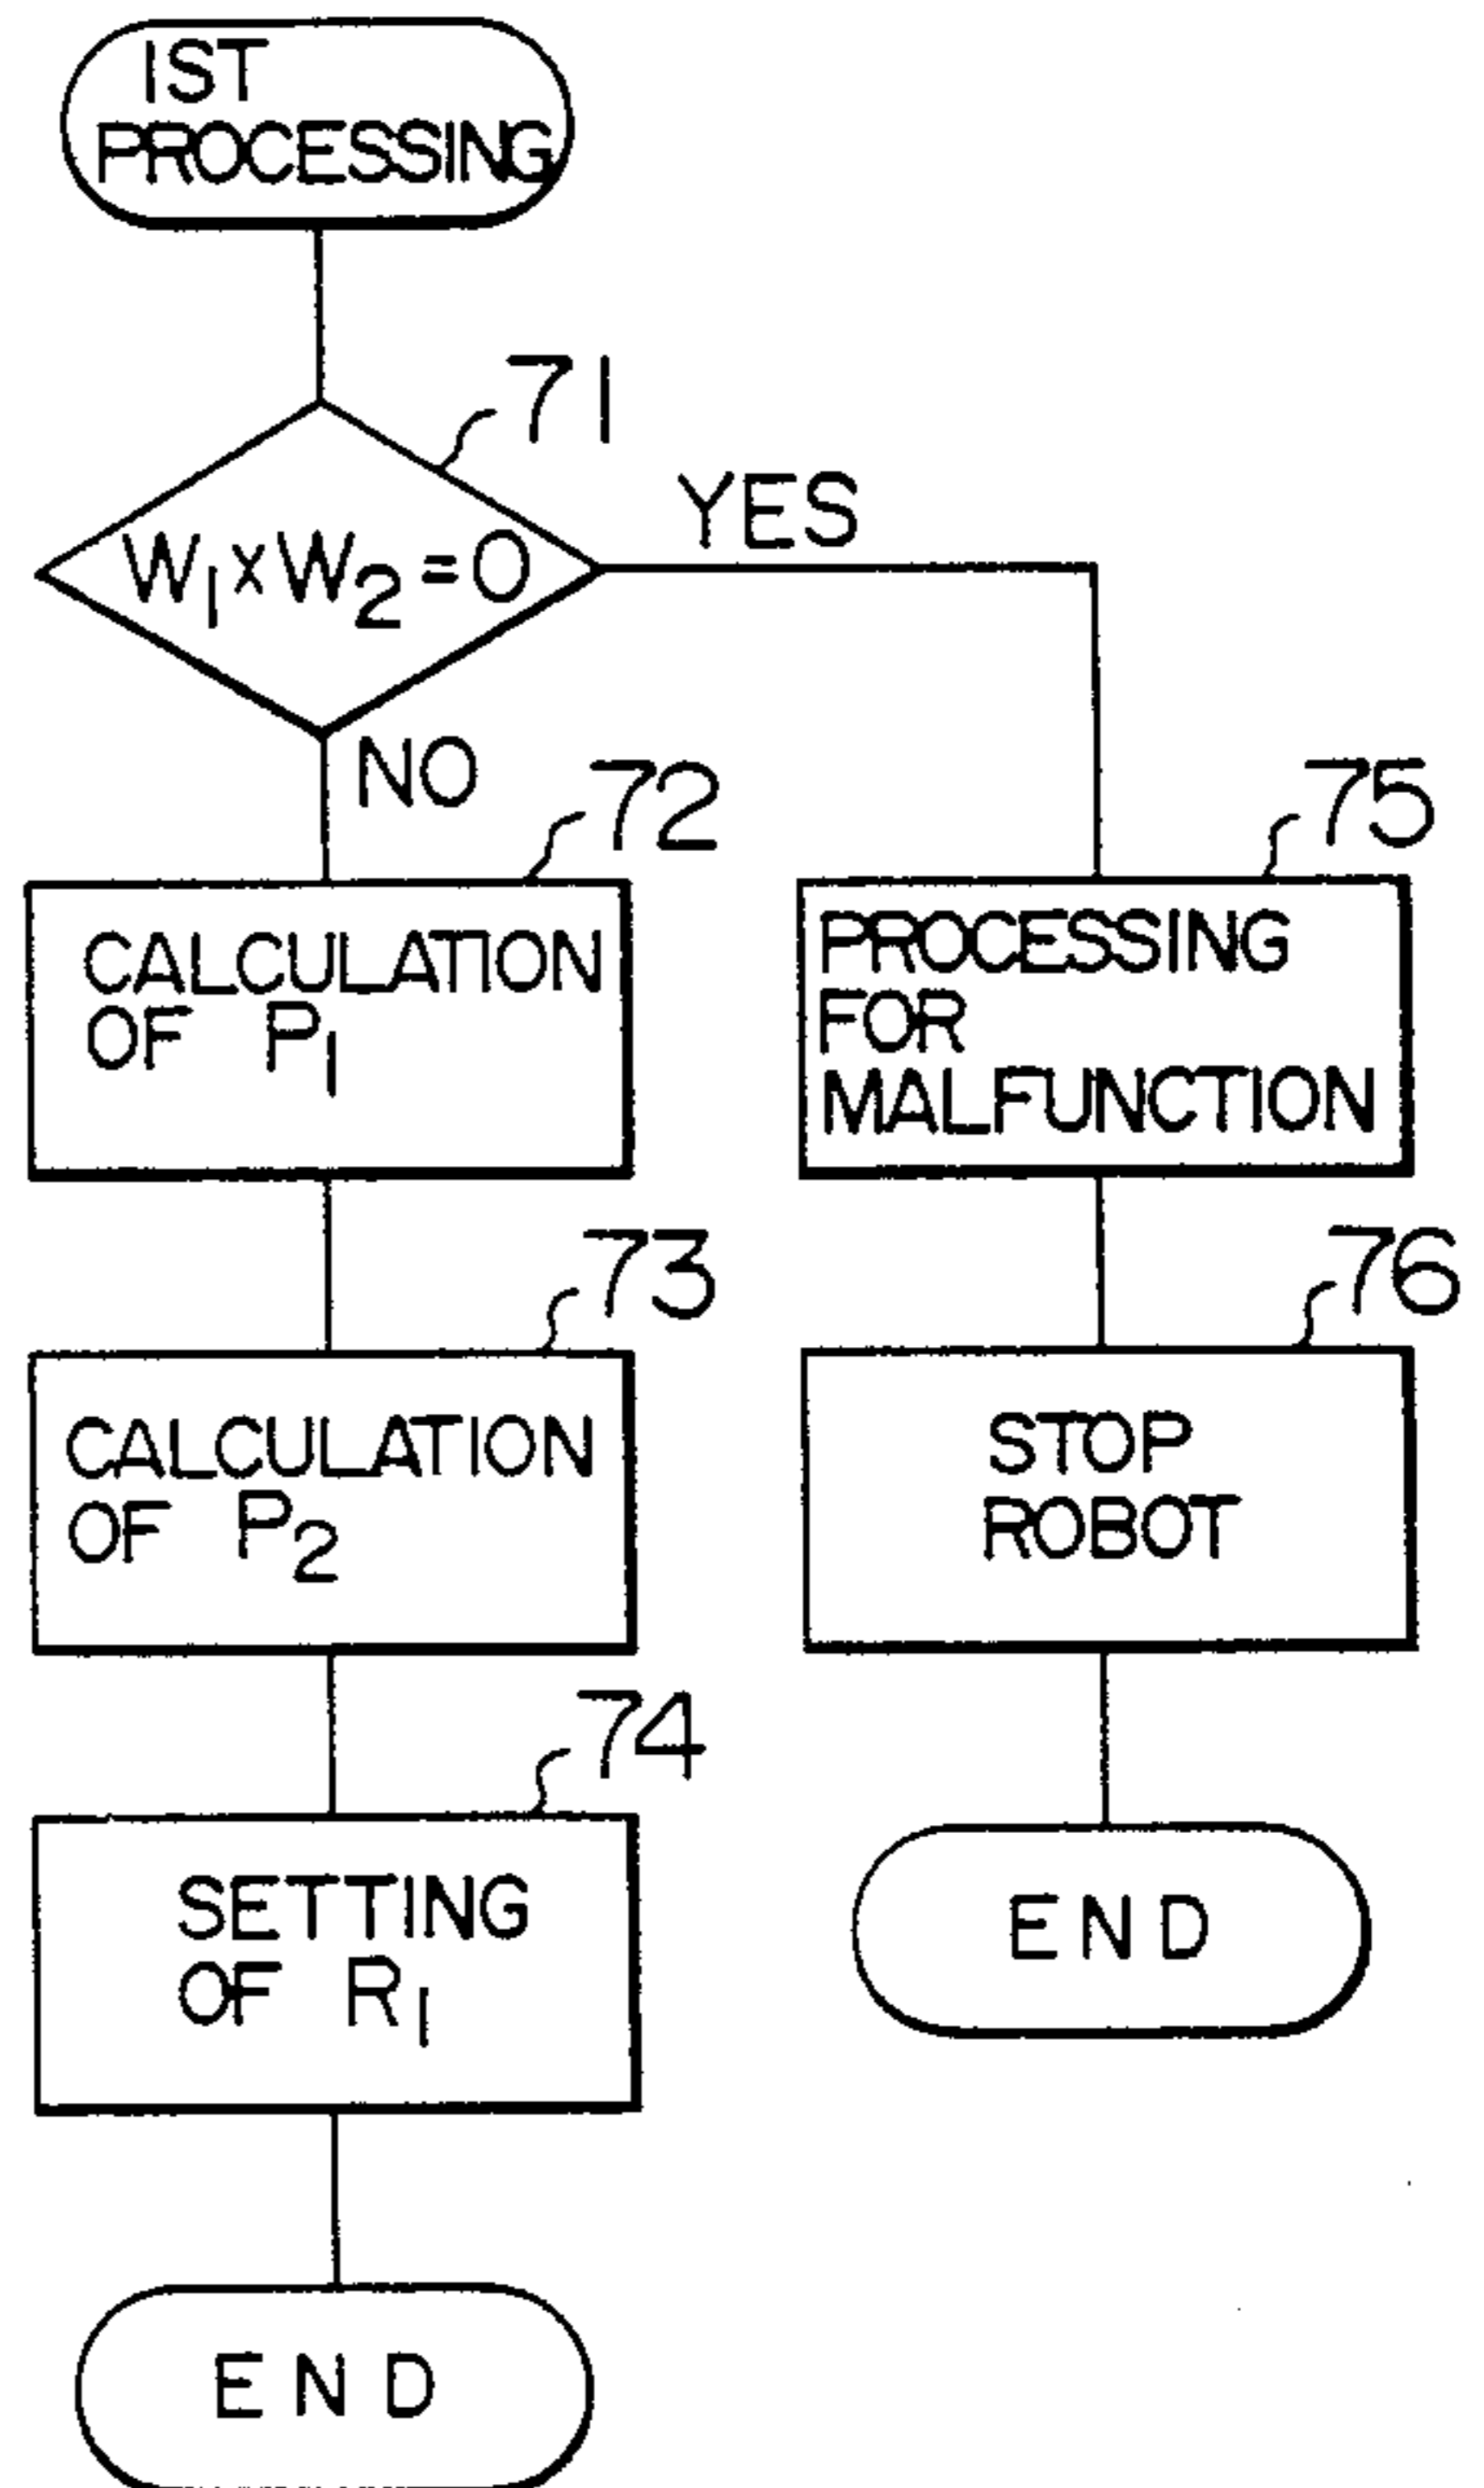 1ST
PROCESSING
71
W₁xW₂=0
YES
NO
72
CALCULATION
OF P₁
75
PROCESSING
FOR
MALFUNCTION
73
CALCULATION
OF P₂
76
STOP
ROBOT
74
SETTING
OF R₁
END
END